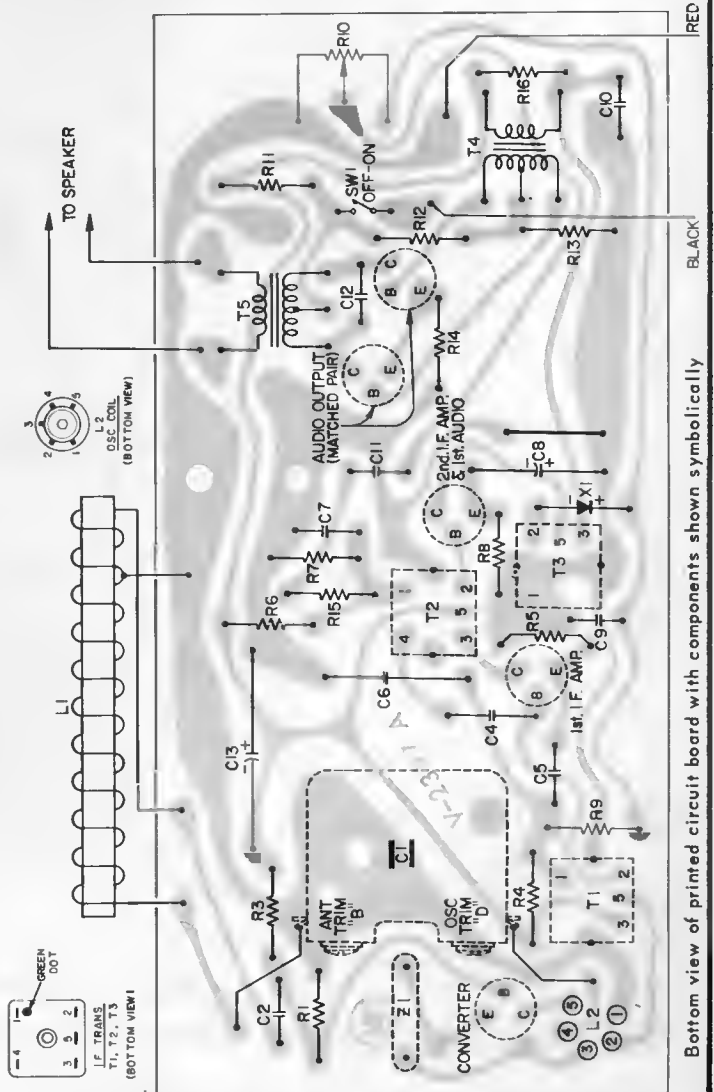 GREEN
DOT
4
1
3
5
2
I.F. TRANS
T1, T2, T3
(BOTTOM VIEW)
L1
3
2
4
1
5
L2
OSC COIL
(BOTTOM VIEW)
TO SPEAKER
C2
R1
R3
C13
- +
R6
R7
C7
R15
T5
R11
R10
ANT
TRIM
"B"
C1
OSC
TRIM
"D"
Z1
C6
C4
C11
AUDIO OUTPUT
(MATCHED PAIR)
C
B
E
C12
C
B
E
SW1
OFF-ON
R12
R14
T4
R16
C10
R13
T2
4
1
3
5
2
2nd. I.F. AMP.
& 1st. AUDIO
C
B
E
R8
C8
- +
CONVERTER
E
B
C
R4
C5
C
B
E
1st. I.F. AMP.
R5
C9
T3
1
2
5
3
X1
- +
R9
T1
1
3
5
2
L2
1
2
3
4
5
BLACK
RED
Bottom view of printed circuit board with components shown symbolically